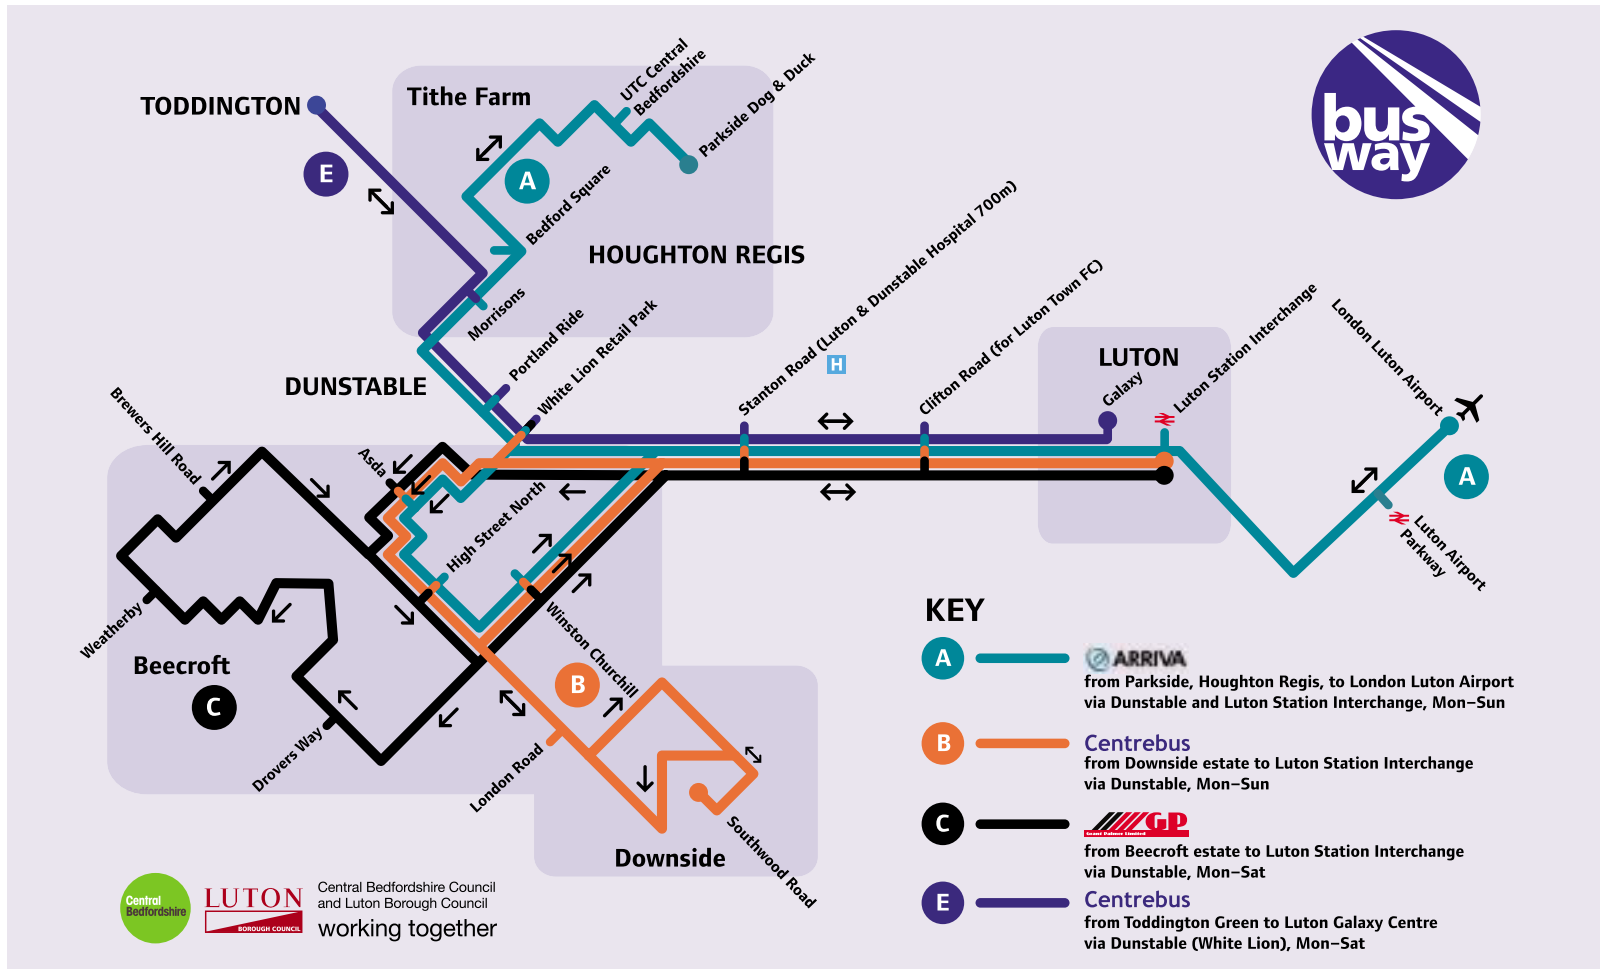 TODDINGTON
E
Tithe Farm
A
UTC Central
Bedfordshire
Parkside Dog & Duck
Bedford Square
HOUGHTON REGIS
Morrisons
bus
way
DUNSTABLE
Portland Ride
White Lion Retail Park
Stanton Road (Luton & Dunstable Hospital 700m)
H
Clifton Road (for Luton Town FC)
LUTON
Galaxy
Luton Station Interchange
London Luton Airport
A
Luton Airport
Parkway
Brewers Hill Road
Asda
High Street North
Weatherby
Beecroft
C
Drovers Way
Winston Churchill
B
London Road
Southwood Road
Downside
KEY
A
ARRIVA
from Parkside, Houghton Regis, to London Luton Airport
via Dunstable and Luton Station Interchange, Mon–Sun
B
Centrebus
from Downside estate to Luton Station Interchange
via Dunstable, Mon–Sun
C
GP
Grant Palmer Limited
from Beecroft estate to Luton Station Interchange
via Dunstable, Mon–Sat
E
Centrebus
from Toddington Green to Luton Galaxy Centre
via Dunstable (White Lion), Mon–Sat
Central
Bedfordshire
LUTON
BOROUGH COUNCIL
Central Bedfordshire Council
and Luton Borough Council
working together